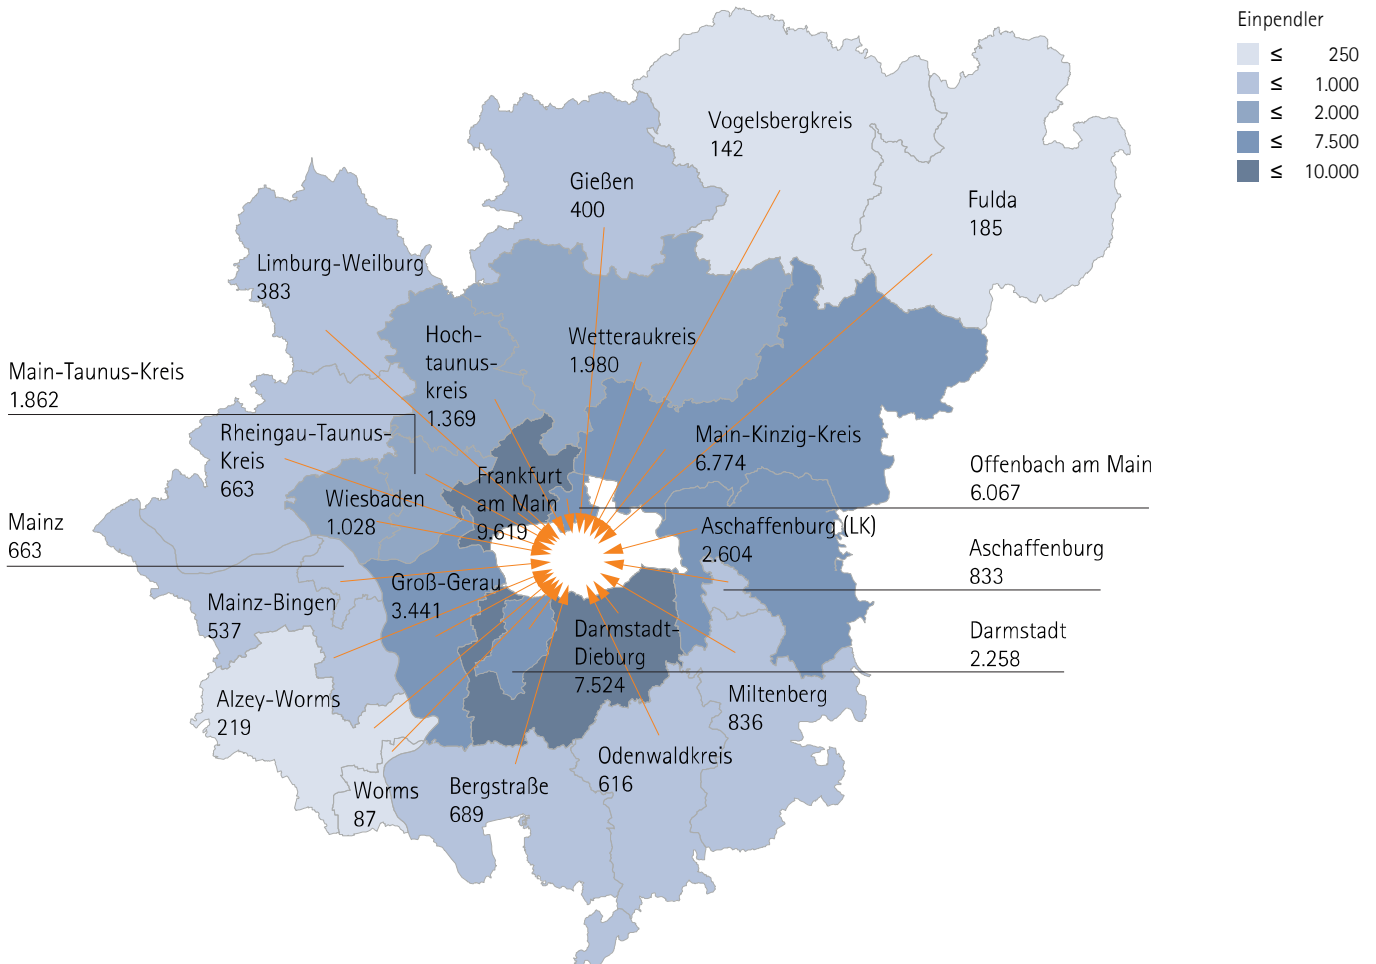 Einpendler
≤ 250
≤ 1.000
≤ 2.000
≤ 7.500
≤ 10.000
Vogelsbergkreis
142
Gießen
400
Fulda
185
Limburg-Weilburg
383
Hoch-
taunus-
kreis
1.369
Wetteraukreis
1.980
Main-Taunus-Kreis
1.862
Rheingau-Taunus-
Kreis
663
Main-Kinzig-Kreis
6.774
Frankfurt
am Main
9.619
Offenbach am Main
6.067
Wiesbaden
1.028
Mainz
663
Aschaffenburg (LK)
2.604
Aschaffenburg
833
Groß-Gerau
3.441
Mainz-Bingen
537
Darmstadt-
Dieburg
7.524
Darmstadt
2.258
Alzey-Worms
219
Miltenberg
836
Odenwaldkreis
616
Worms
87
Bergstraße
689